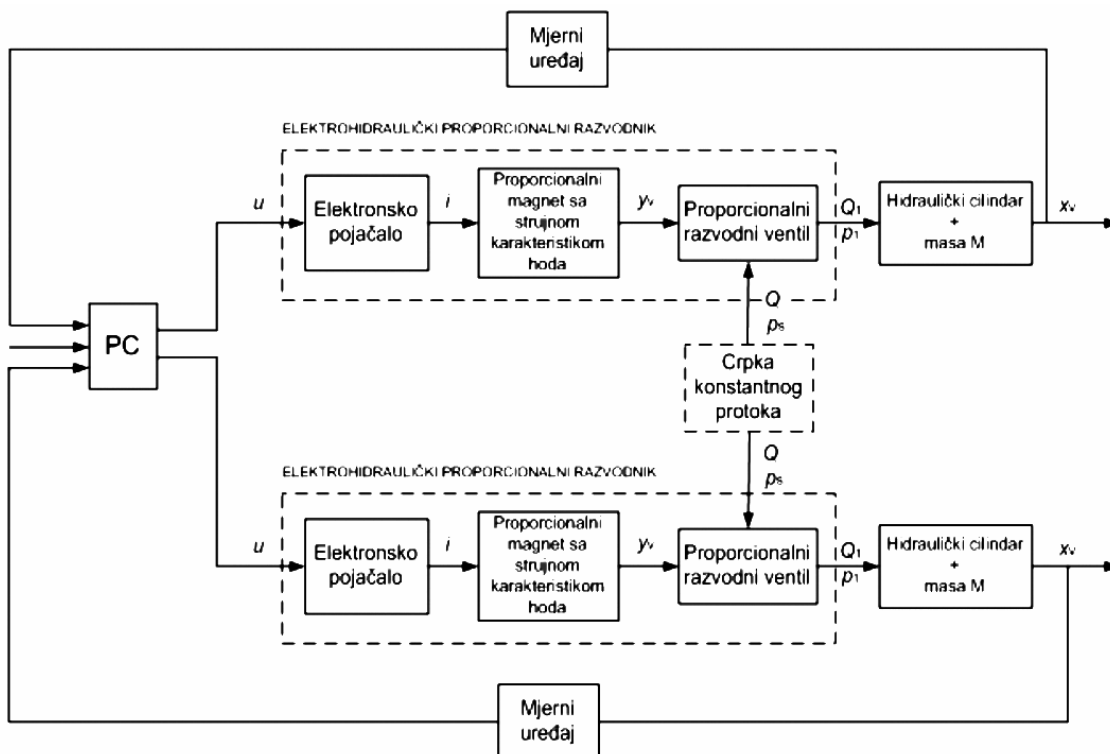 Mjerni
uređaj
ELEKTROHIDRAULIČKI PROPORCIONALNI RAZVODNIK
u
Elektronsko
pojačalo
i
Proporcionalni
magnet sa
strujnom
karakteristikom
hoda
yv
Proporcionalni
razvodni ventil
Q1
p1
Hidraulički cilindar
+
masa M
xv
Q
ps
PC
Crpka
konstantnog
protoka
Q
ps
ELEKTROHIDRAULIČKI PROPORCIONALNI RAZVODNIK
u
Elektronsko
pojačalo
i
Proporcionalni
magnet sa
strujnom
karakteristikom
hoda
yv
Proporcionalni
razvodni ventil
Q1
p1
Hidraulički cilindar
+
masa M
xv
Mjerni
uređaj